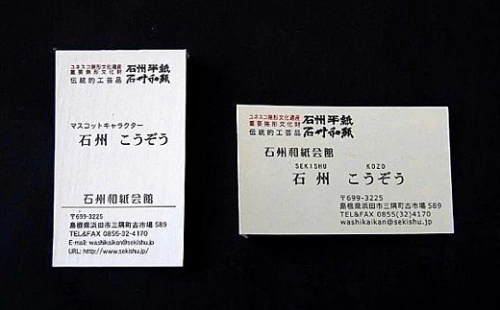 ユネスコ無形文化遺産
重要無形文化財
伝統的工芸品
石州半紙
石州和紙
マスコットキャラクター
石州 こうぞう
石州和紙会館
〒699-3225
島根県浜田市三隅町古市場 589
TEL&FAX 0855-32-4170
E-mail: washikaikan@sekishu.jp
URL: http://www.sekishu.jp/
ユネスコ無形文化遺産
重要無形文化財
伝統的工芸品
石州半紙
石州和紙
石州和紙会館
SEKISHU KOZO
石州 こうぞう
〒699-3225
島根県浜田市三隅町古市場 589
TEL&FAX 0855(32)4170
washikaikan@sekishu.jp